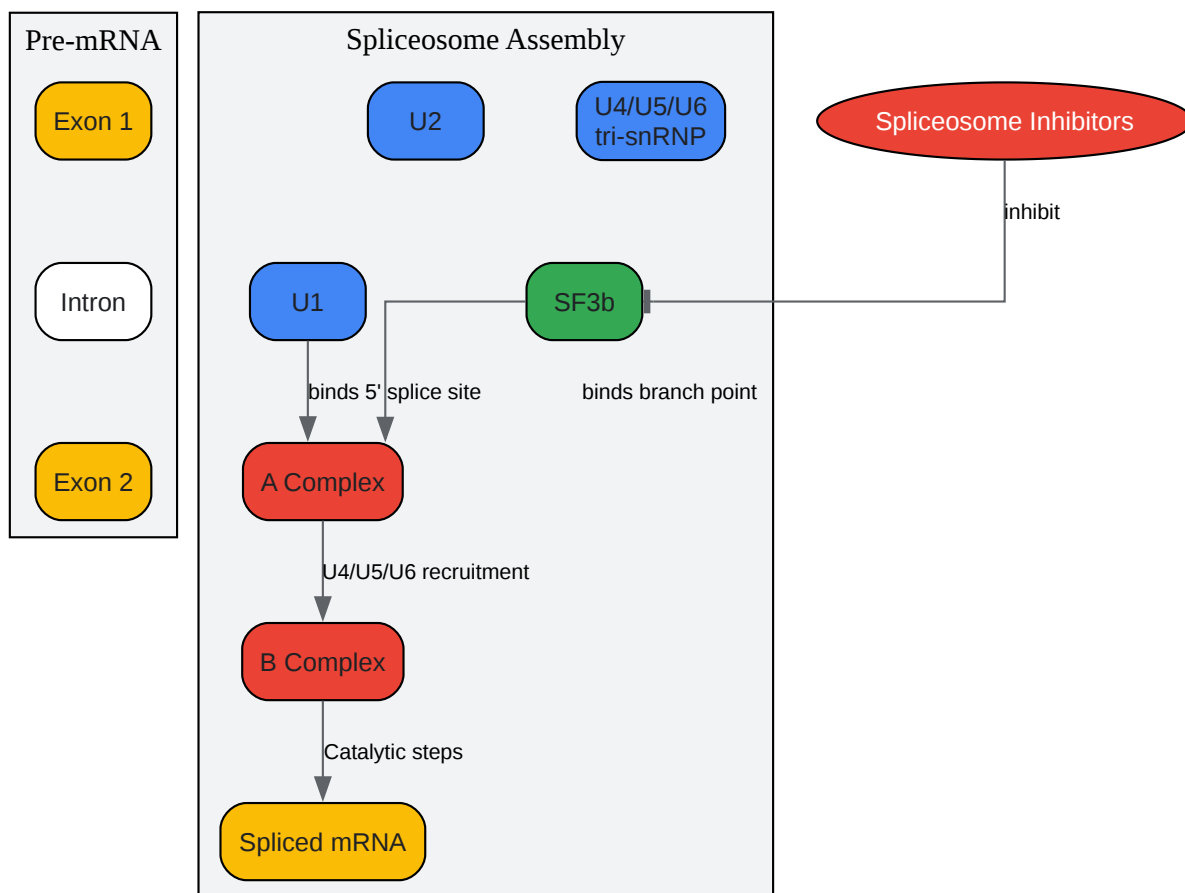 Pre-mRNA
Spliceosome Assembly
Exon 1
U2
U4/U5/U6
tri-snRNP
Spliceosome Inhibitors
inhibit
Intron
U1
SF3b
binds 5' splice site
binds branch point
Exon 2
A Complex
U4/U5/U6 recruitment
B Complex
Catalytic steps
Spliced mRNA